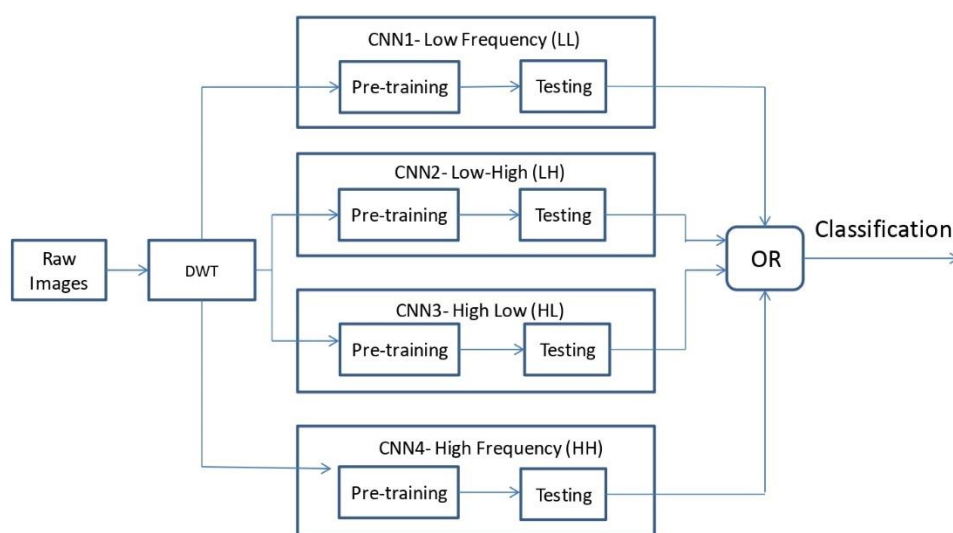 CNN1- Low Frequency (LL)
Pre-training
Testing
CNN2- Low-High (LH)
Pre-training
Testing
Raw
Images
DWT
OR
Classification
CNN3- High Low (HL)
Pre-training
Testing
CNN4- High Frequency (HH)
Pre-training
Testing